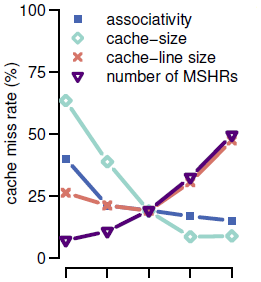 100
associativity
cache−size
cache−line size
number of MSHRs
75
50
25
0
cache miss rate (%)